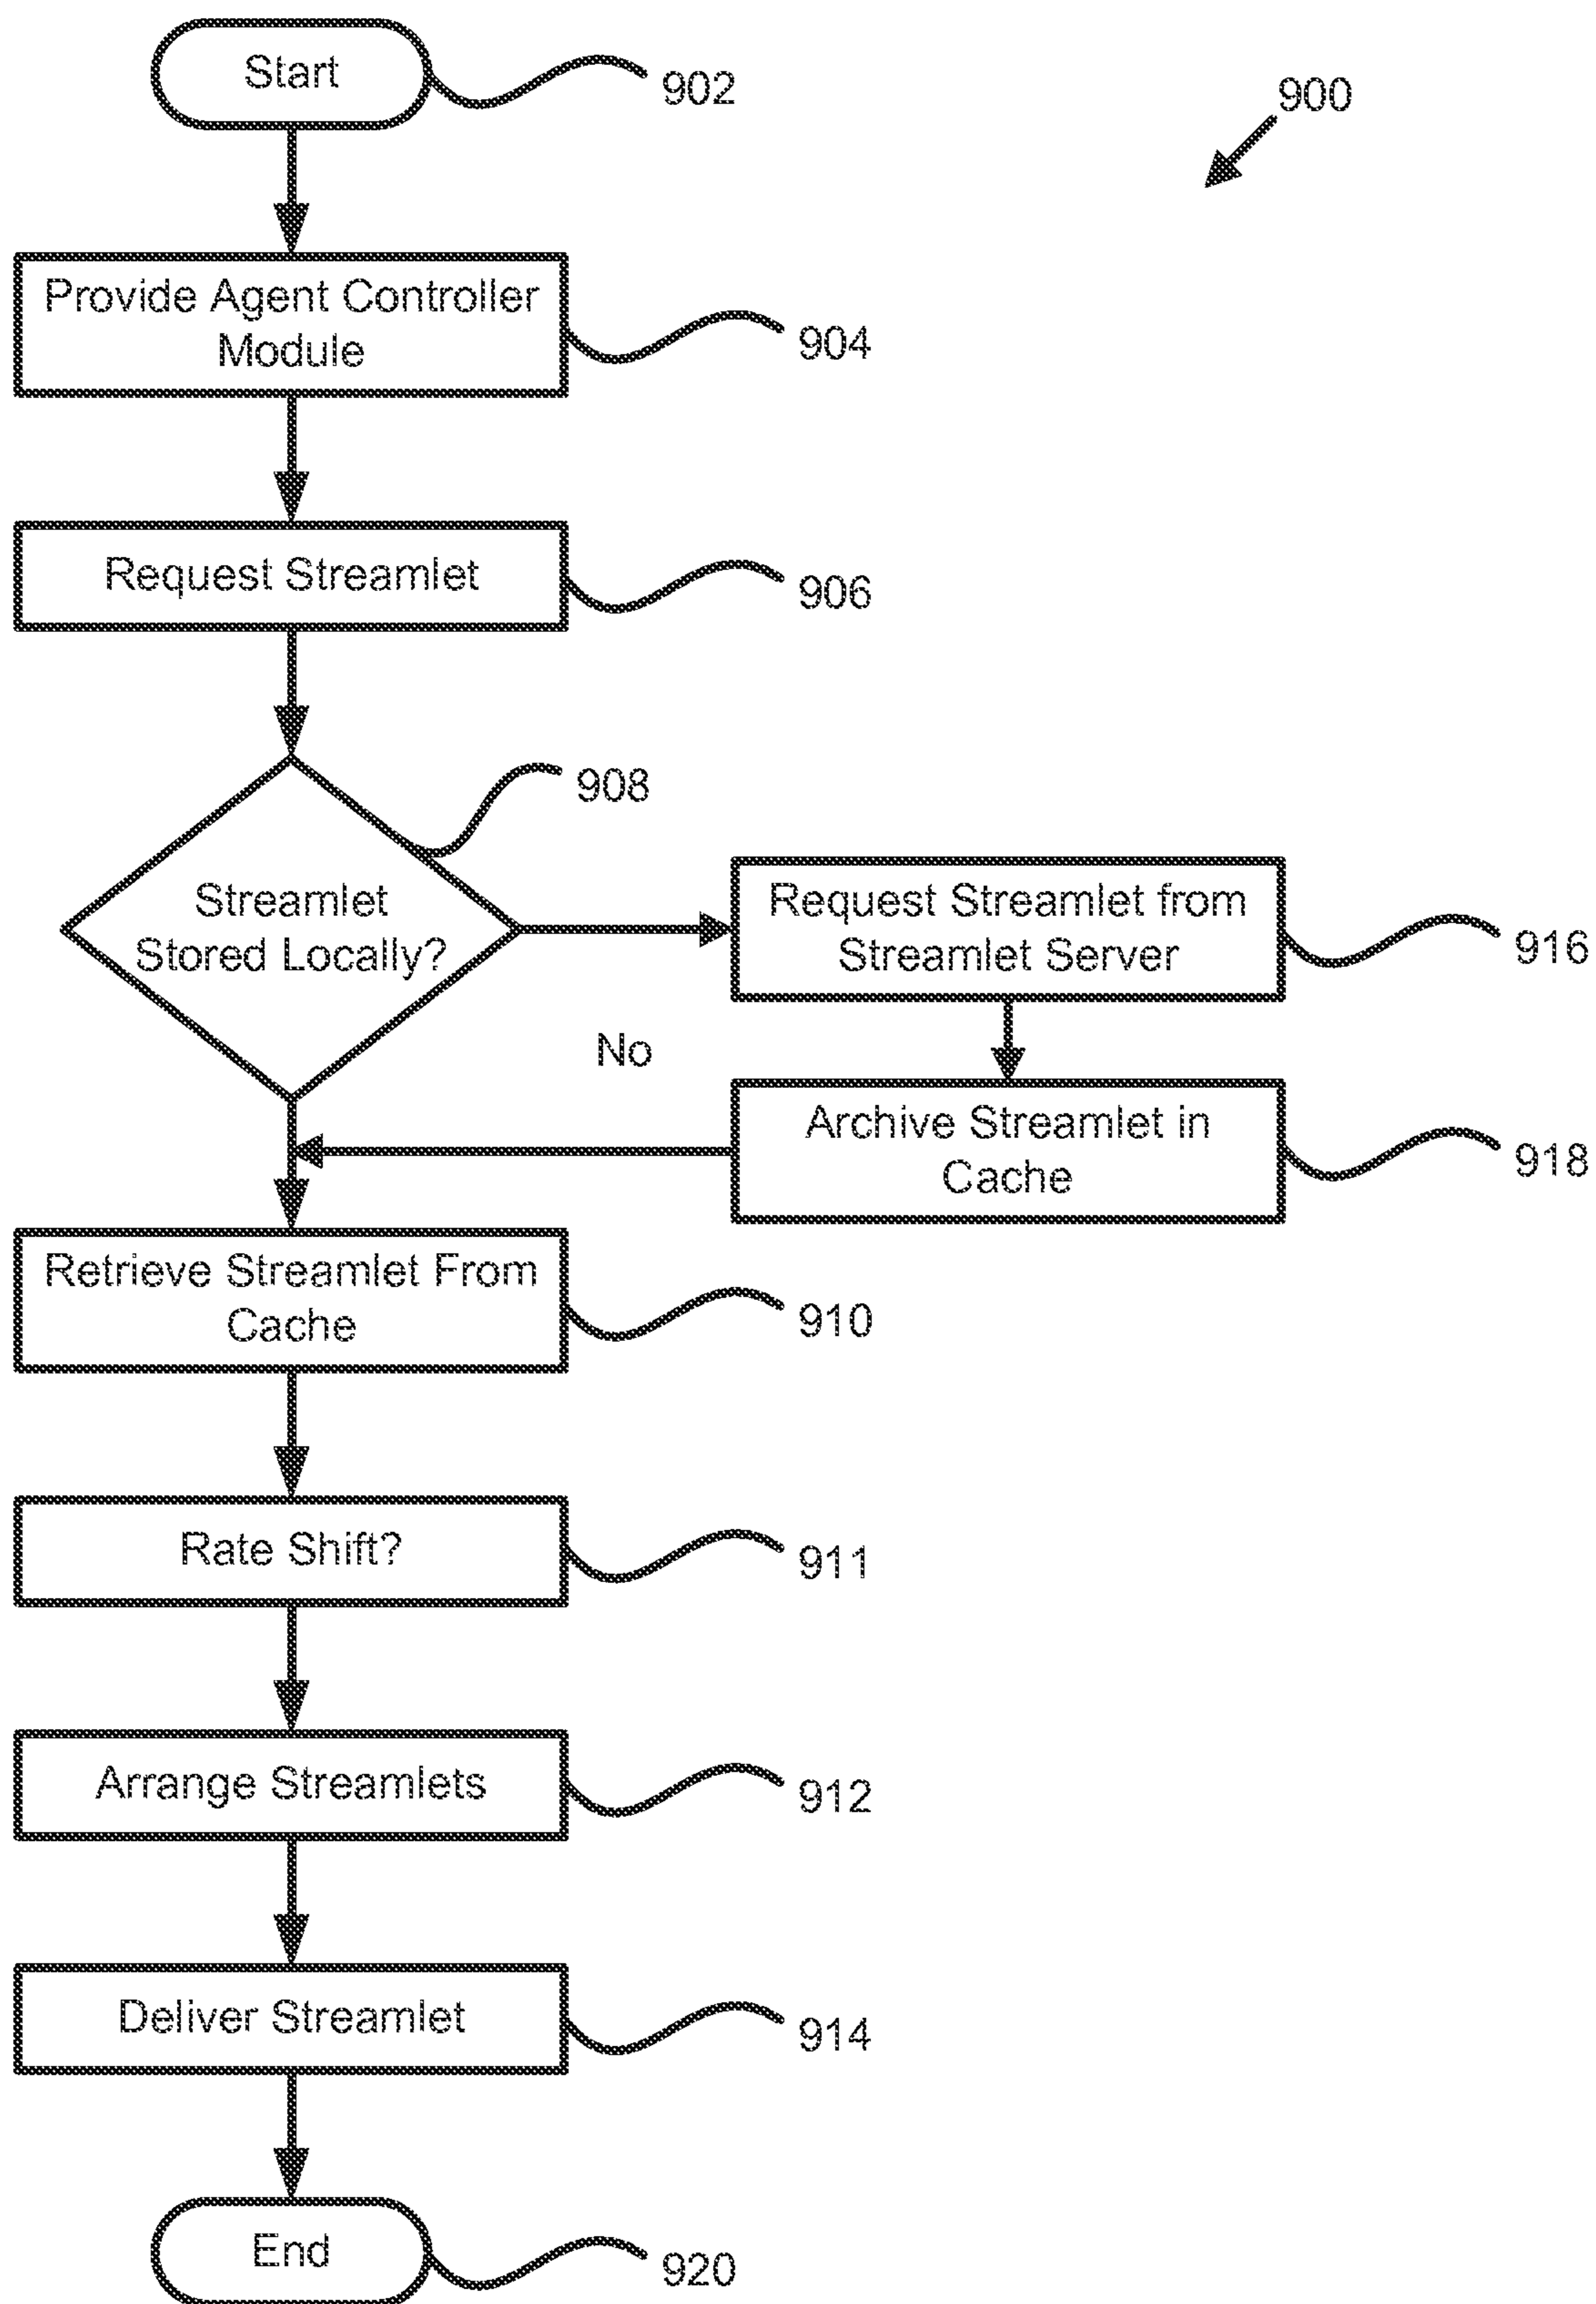 Start
902
900
Provide Agent Controller
Module
904
Request Streamlet
906
908
Streamlet
Stored Locally?
Request Streamlet from
Streamlet Server
916
No
Archive Streamlet in
Cache
918
Retrieve Streamlet From
Cache
910
Rate Shift?
911
Arrange Streamlets
912
Deliver Streamlet
914
End
920